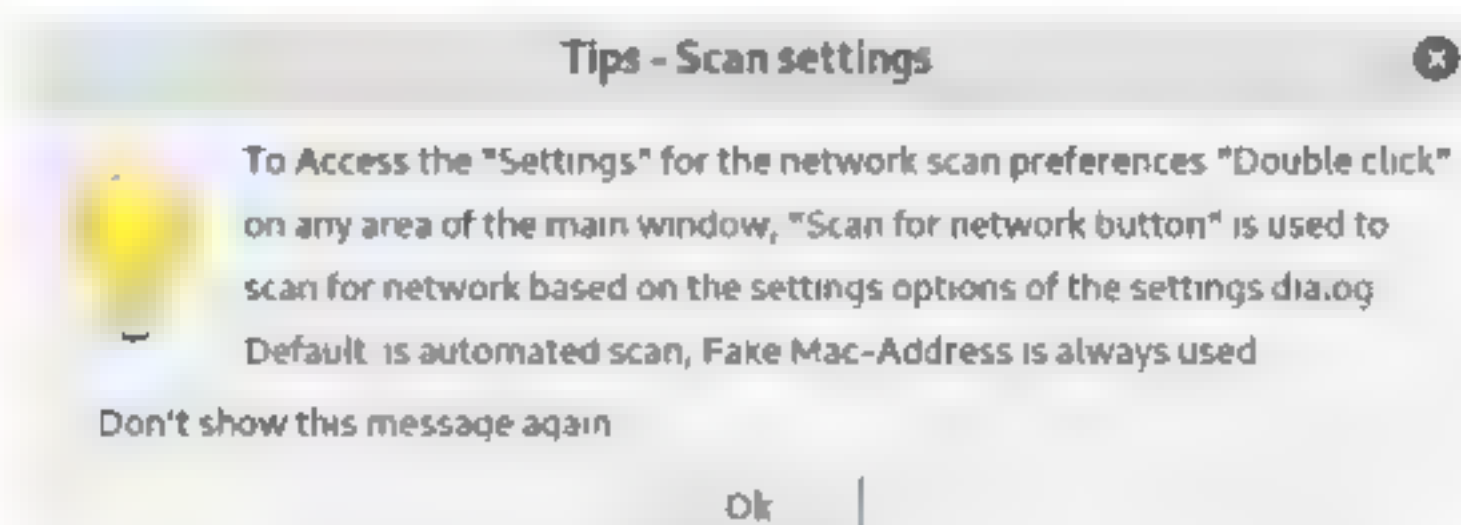 Tips - Scan settings
To Access the "Settings" for the network scan preferences "Double click"
on any area of the main window, "Scan for network button" is used to
scan for network based on the settings options of the settings dialog
Default is automated scan, Fake Mac-Address is always used
Don't show this message again
Ok